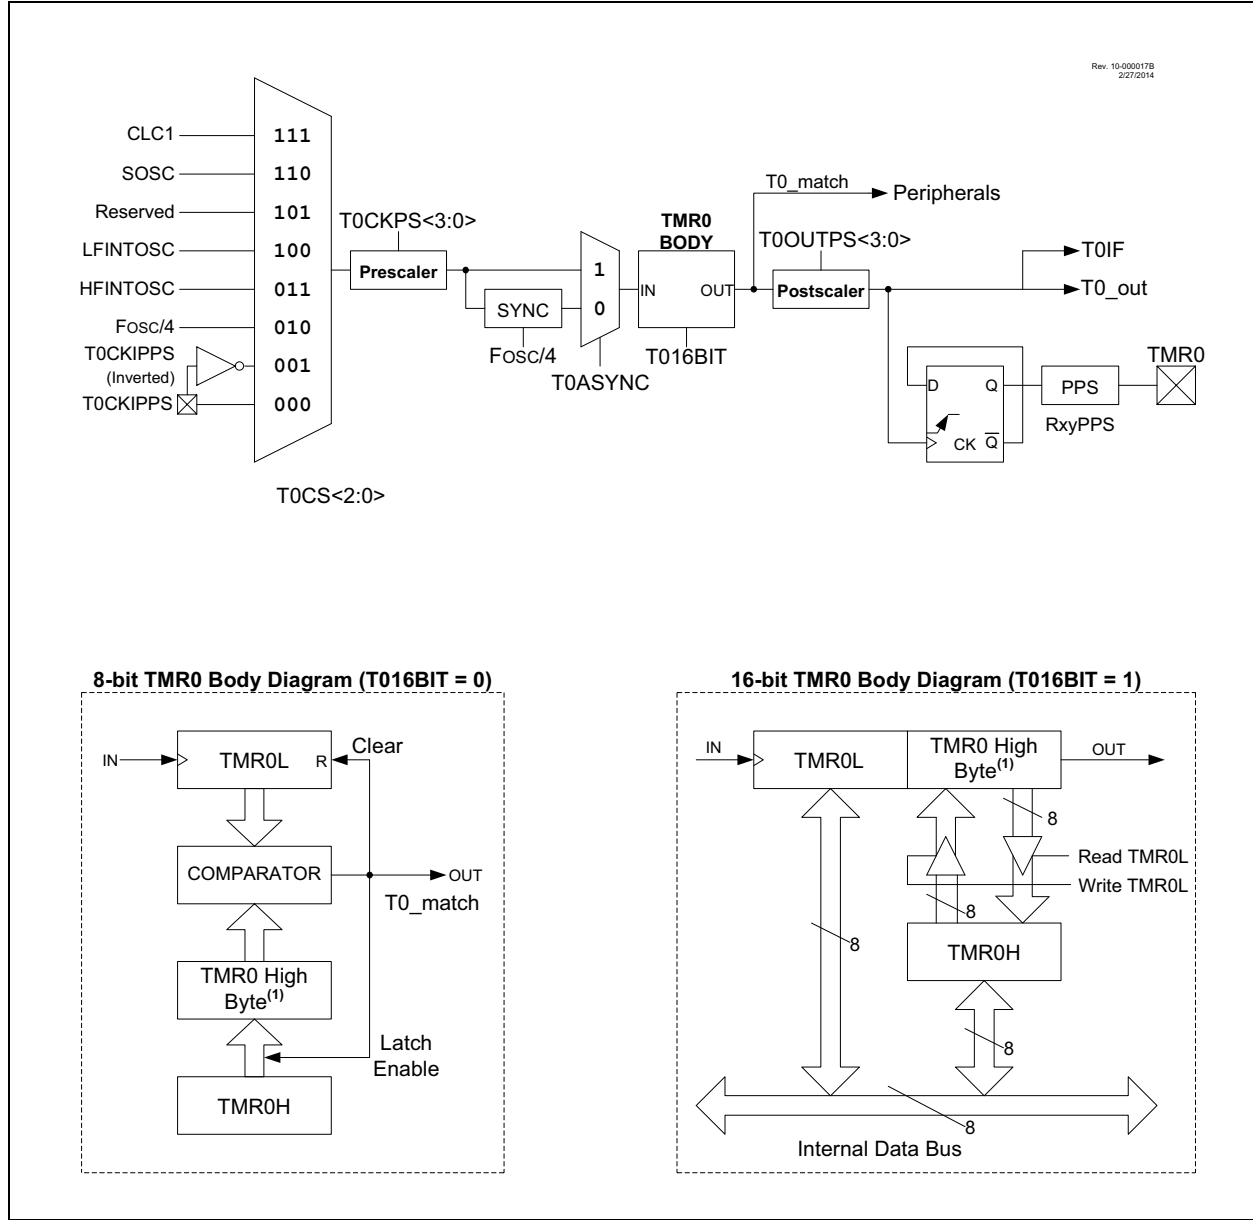 Rev. 10-000017B
2/27/2014
CLC1
111
SOSC
110
Reserved
101
LFINTOSC
100
HFINTOSC
011
FOSC/4
010
T0CKIPPS
(Inverted)
001
T0CKIPPS
000
T0CS<2:0>
T0CKPS<3:0>
Prescaler
SYNC
FOSC/4
1
0
T0ASYNC
TMR0
BODY
IN
OUT
T016BIT
T0_match
Peripherals
T0OUTPS<3:0>
Postscaler
T0IF
T0_out
D
Q
CK
Q
PPS
RxyPPS
TMR0
8-bit TMR0 Body Diagram (T016BIT = 0)
IN
TMR0L
R
Clear
COMPARATOR
OUT
T0_match
TMR0 High
Byte(1)
Latch
Enable
TMR0H
16-bit TMR0 Body Diagram (T016BIT = 1)
IN
TMR0L
TMR0 High
Byte(1)
OUT
8
Read TMR0L
Write TMR0L
8
8
TMR0H
8
8
Internal Data Bus